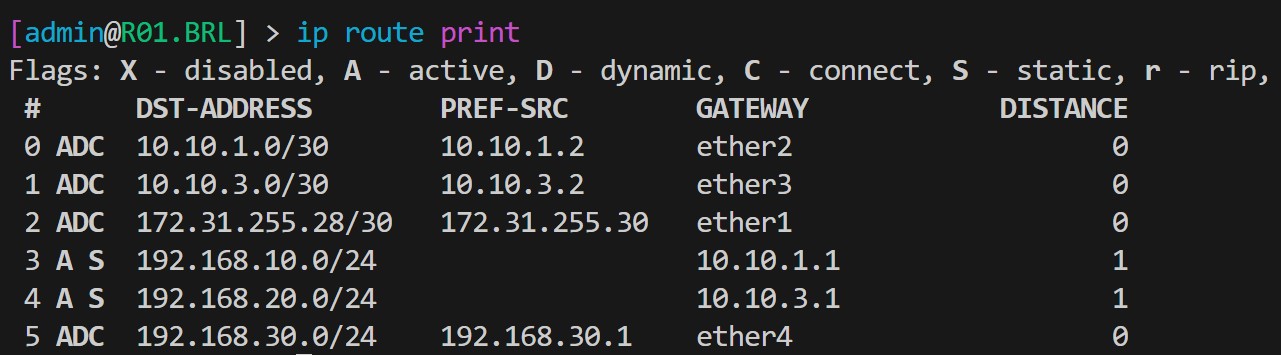 [admin@R01.BRL] > ip route print
Flags: X - disabled, A - active, D - dynamic, C - connect, S - static, r - rip,
# DST-ADDRESS PREF-SRC GATEWAY DISTANCE
0 ADC 10.10.1.0/30 10.10.1.2 ether2 0
1 ADC 10.10.3.0/30 10.10.3.2 ether3 0
2 ADC 172.31.255.28/30 172.31.255.30 ether1 0
3 A S 192.168.10.0/24 10.10.1.1 1
4 A S 192.168.20.0/24 10.10.3.1 1
5 ADC 192.168.30.0/24 192.168.30.1 ether4 0